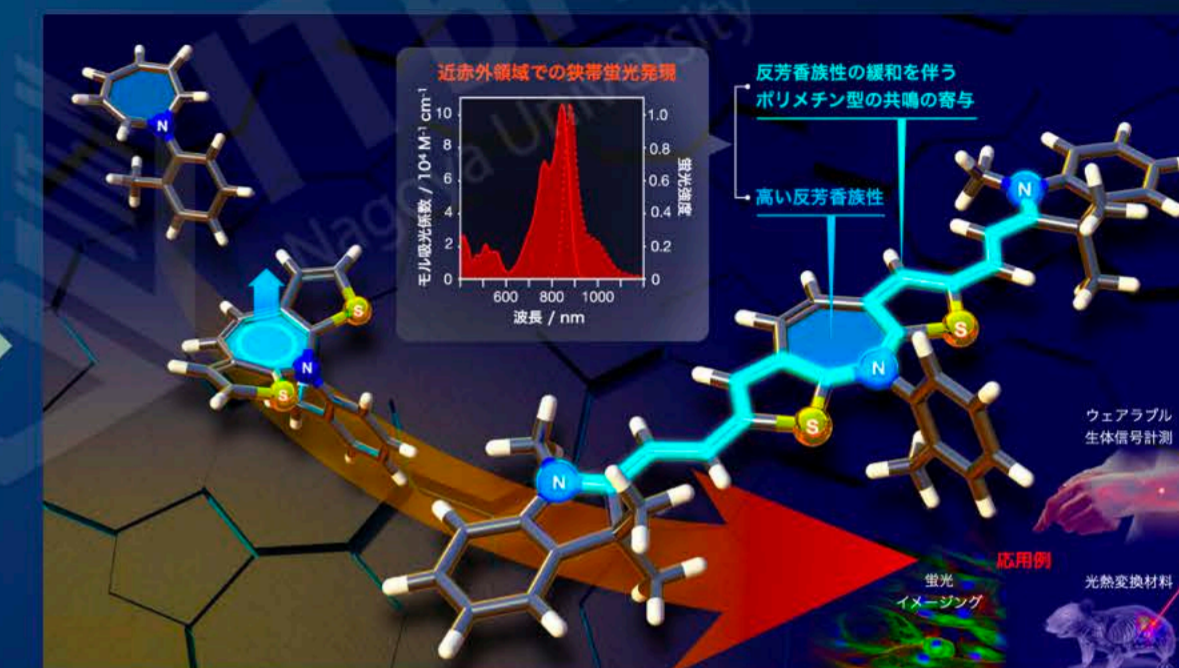 近赤外領域での狭帯蛍光発現
モル吸光係数 / 10⁴ M⁻¹ cm⁻¹
10
8
6
4
2
0
1.0
0.8
0.6
0.4
0.2
0
蛍光強度
600 800 1000
波長 / nm
反芳香族性の緩和を伴う
ポリメチン型の共鳴の寄与
高い反芳香族性
N
N
S
S
N
S
N
S
N
ウェアラブル
生体信号計測
応用例
蛍光
イメージング
光熱変換材料
Nagoya University